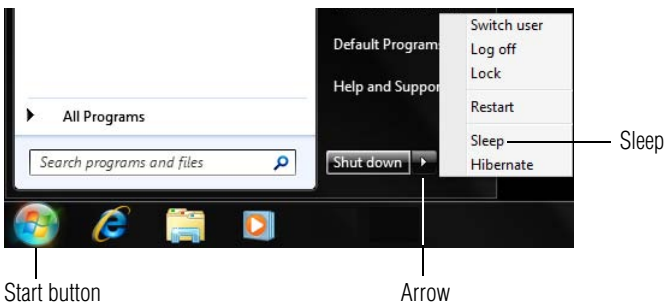 Switch user
Default Program
Log off
Lock
Help and Suppor
Restart
All Programs
Sleep
Sleep
Search programs and files
Shut down
Hibernate
Start button
Arrow